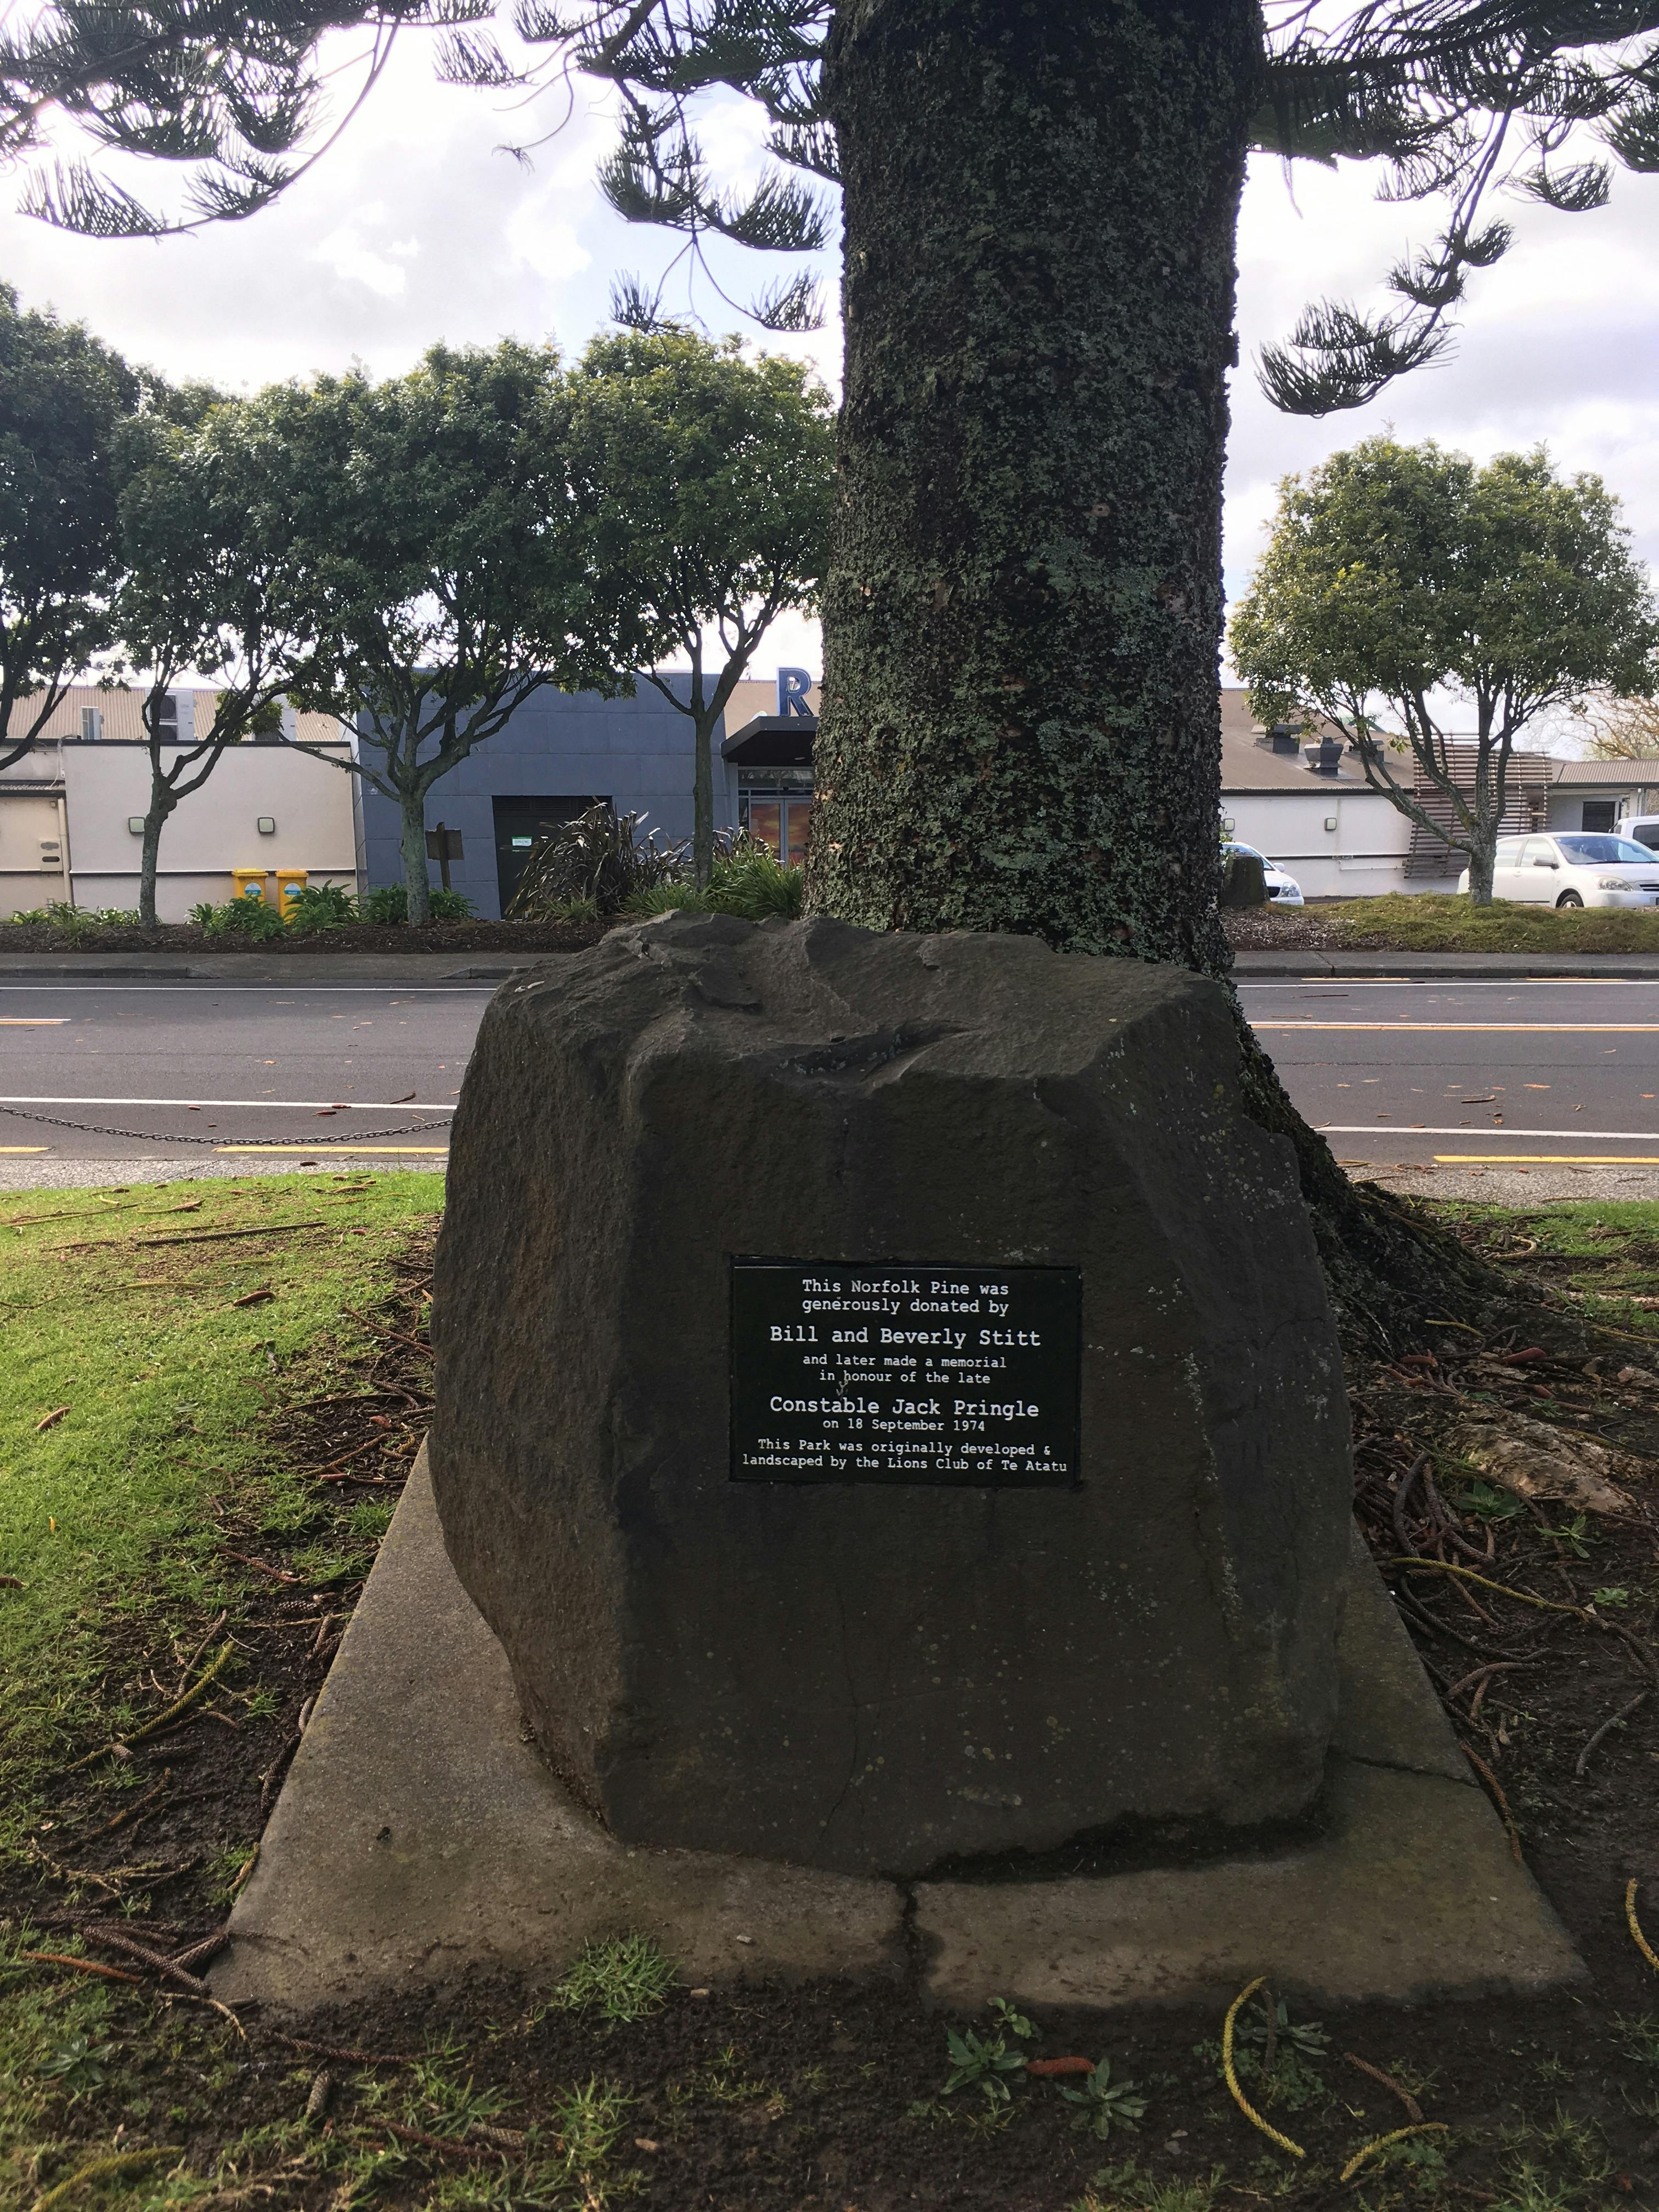 R
This Norfolk Pine was
generously donated by
Bill and Beverly Stitt
and later made a memorial
in honour of the late
Constable Jack Pringle
on 18 September 1974
This Park was originally developed &
landscaped by the Lions Club of Te Atatu